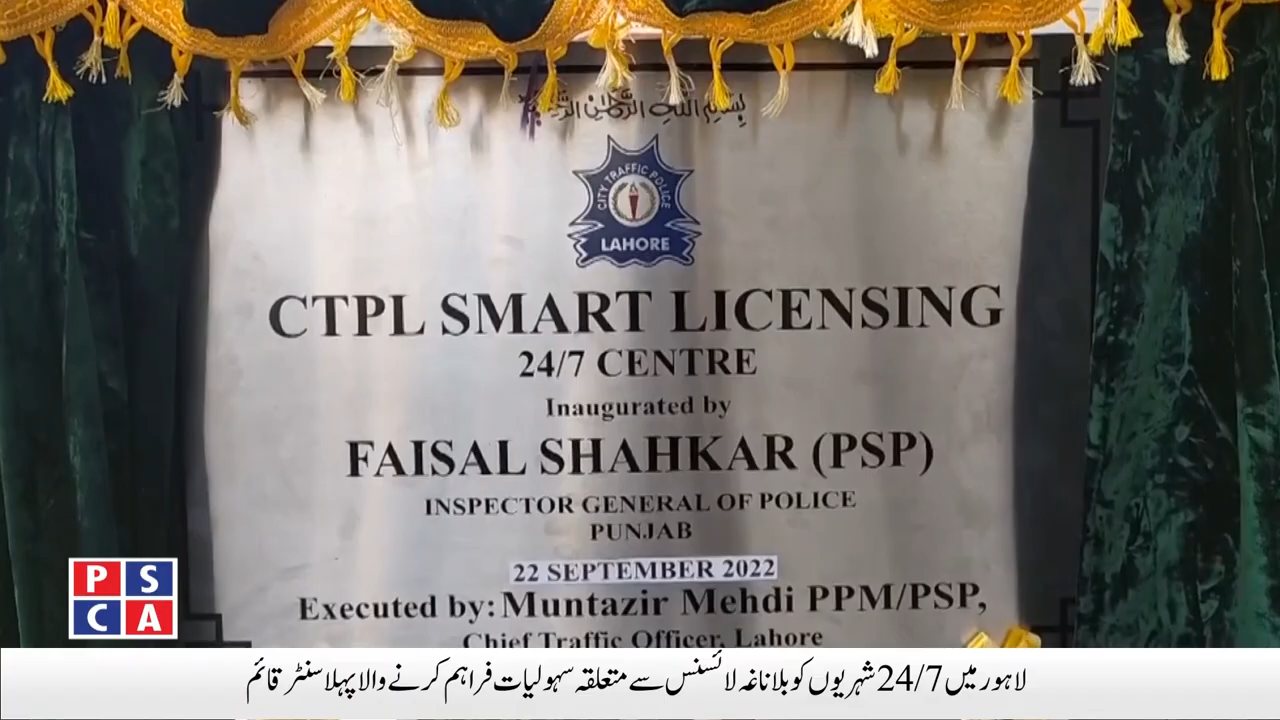 بسم اللہ الرحمٰن الرحیم
CITY TRAFFIC POLICE
LAHORE
CTPL SMART LICENSING
24/7 CENTRE
Inaugurated by
FAISAL SHAHKAR (PSP)
INSPECTOR GENERAL OF POLICE
PUNJAB
22 SEPTEMBER 2022
Executed by: Muntazir Mehdi PPM/PSP,
Chief Traffic Officer, Lahore
PSCA
لاہور میں 24/7 شہریوں کو بلاناغہ لائسنس سے متعلقہ سہولیات فراہم کرنے والا پہلا سنٹر قائم